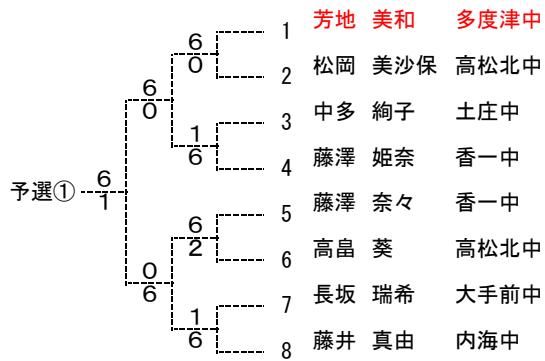 6 1 芳地 美和 多度津中
0 2 松岡 美沙保 高松北中
6
0
1 3 中多 絢子 土庄中
6 4 藤澤 姫奈 香一中
予選① 6
1
6 5 藤澤 奈々 香一中
2 6 高畠 葵 高松北中
0
6
1 7 長坂 瑞希 大手前中
6 8 藤井 真由 内海中